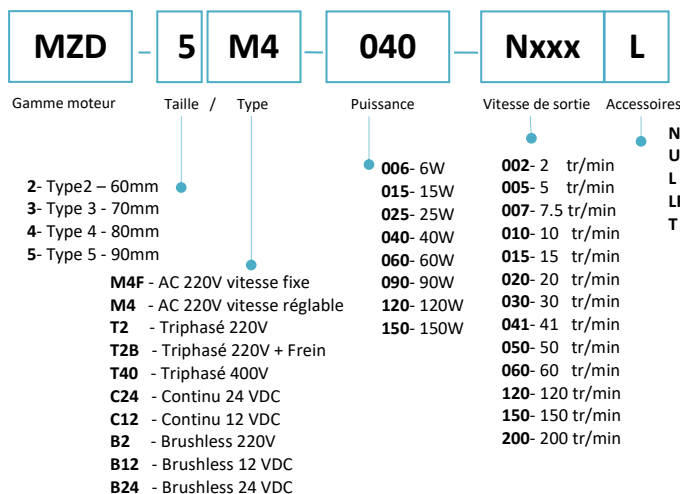 MZD - 5 M4 - 040 - Nxxx L
Gamme moteur Taille / Type Puissance Vitesse de sortie Accessoires
2- Type2 – 60mm
3- Type 3 - 70mm
4- Type 4 - 80mm
5- Type 5 - 90mm
M4F - AC 220V vitesse fixe
M4 - AC 220V vitesse réglable
T2 - Triphasé 220V
T2B - Triphasé 220V + Frein
T40 - Triphasé 400V
C24 - Continu 24 VDC
C12 - Continu 12 VDC
B2 - Brushless 220V
B12 - Brushless 12 VDC
B24 - Brushless 24 VDC
006- 6W
015- 15W
025- 25W
040- 40W
060- 60W
090- 90W
120- 120W
150- 150W
002- 2 tr/min
005- 5 tr/min
007- 7.5 tr/min
010- 10 tr/min
015- 15 tr/min
020- 20 tr/min
030- 30 tr/min
041- 41 tr/min
050- 50 tr/min
060- 60 tr/min
120- 120 tr/min
150- 150 tr/min
200- 200 tr/min
N
U
L
T